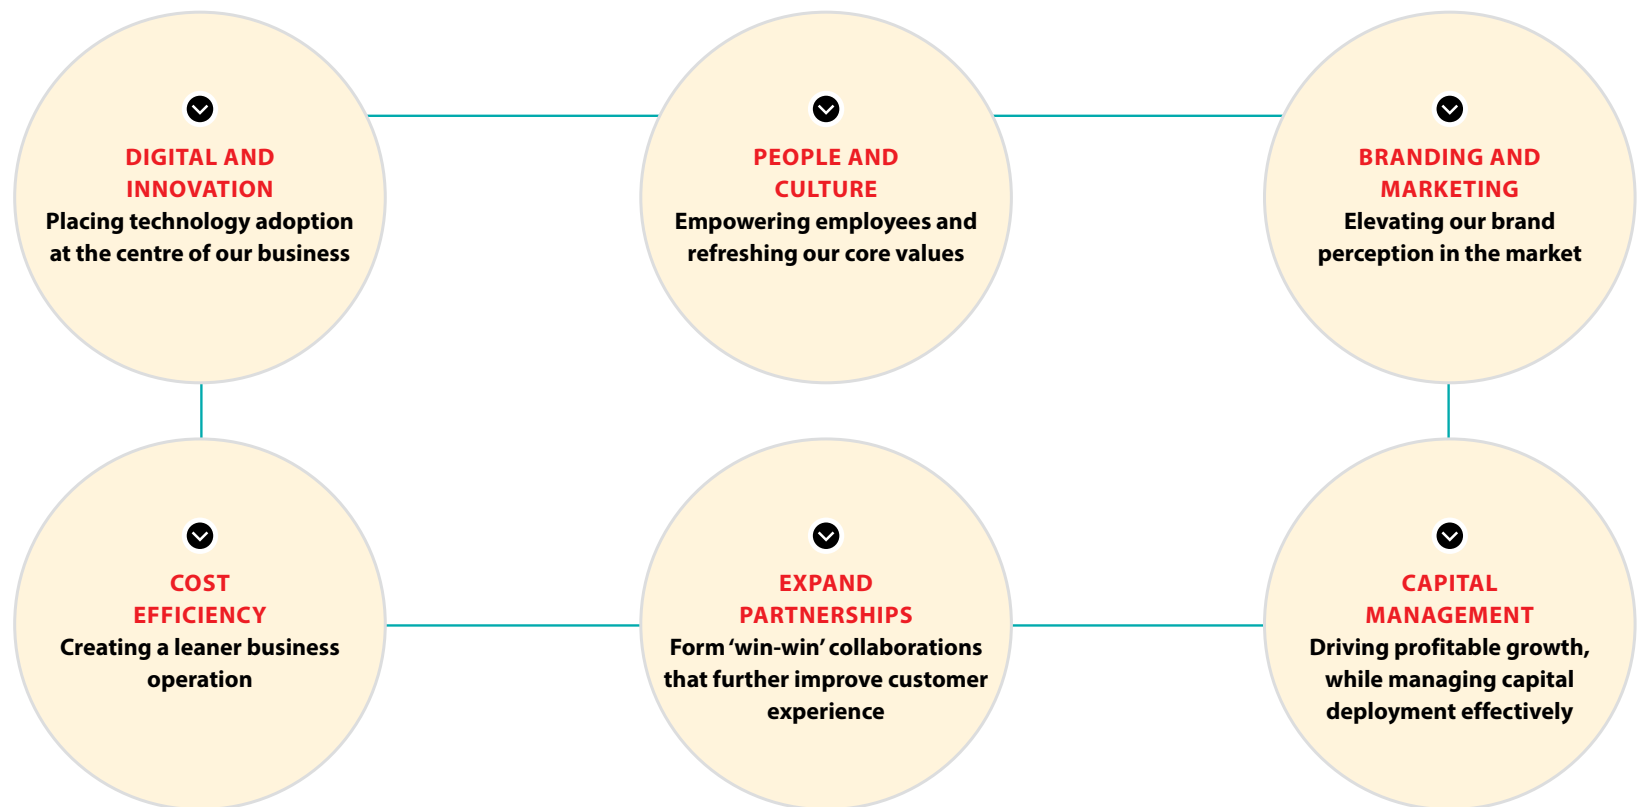 DIGITAL AND
INNOVATION
Placing technology adoption
at the centre of our business
PEOPLE AND
CULTURE
Empowering employees and
refreshing our core values
BRANDING AND
MARKETING
Elevating our brand
perception in the market
COST
EFFICIENCY
Creating a leaner business
operation
EXPAND
PARTNERSHIPS
Form ‘win-win’ collaborations
that further improve customer
experience
CAPITAL
MANAGEMENT
Driving profitable growth,
while managing capital
deployment effectively